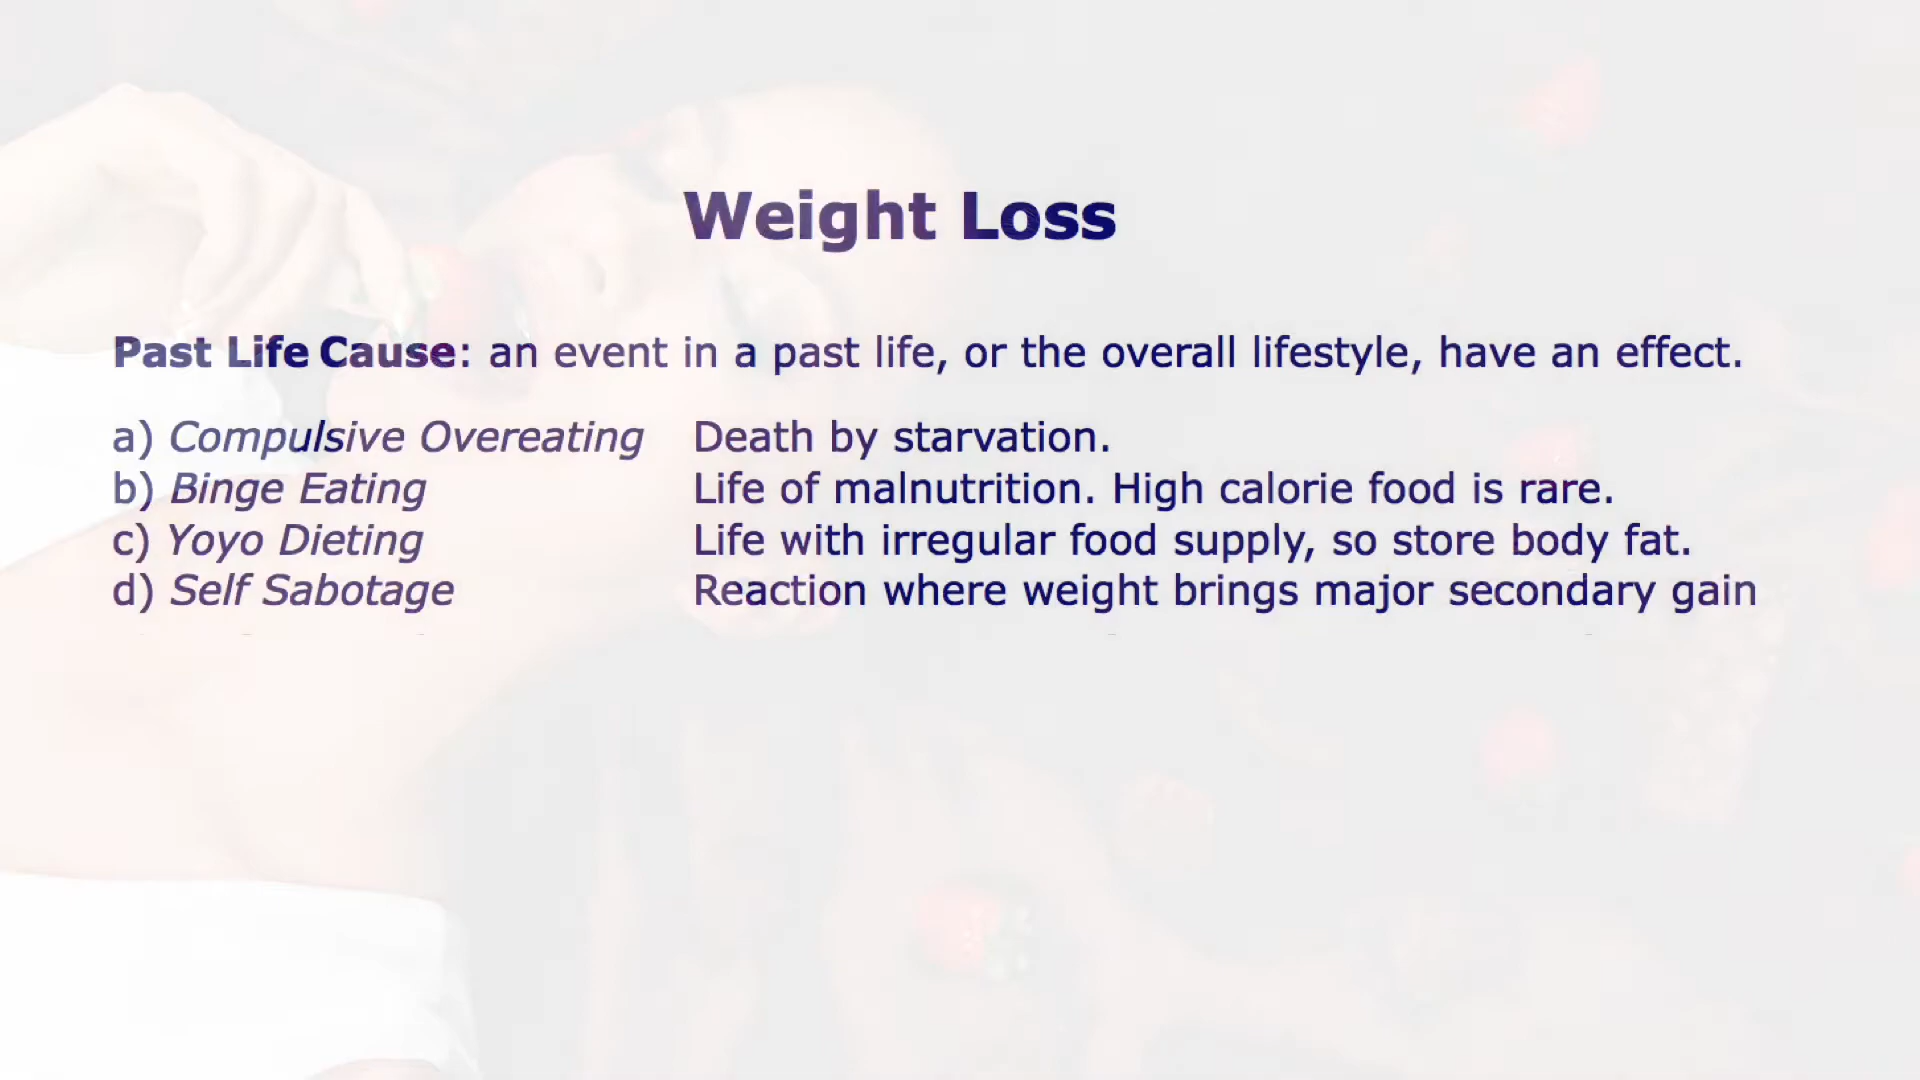 Weight Loss
Past Life Cause: an event in a past life, or the overall lifestyle, have an effect.
a) Compulsive Overeating Death by starvation.
b) Binge Eating Life of malnutrition. High calorie food is rare.
c) Yoyo Dieting Life with irregular food supply, so store body fat.
d) Self Sabotage Reaction where weight brings major secondary gain